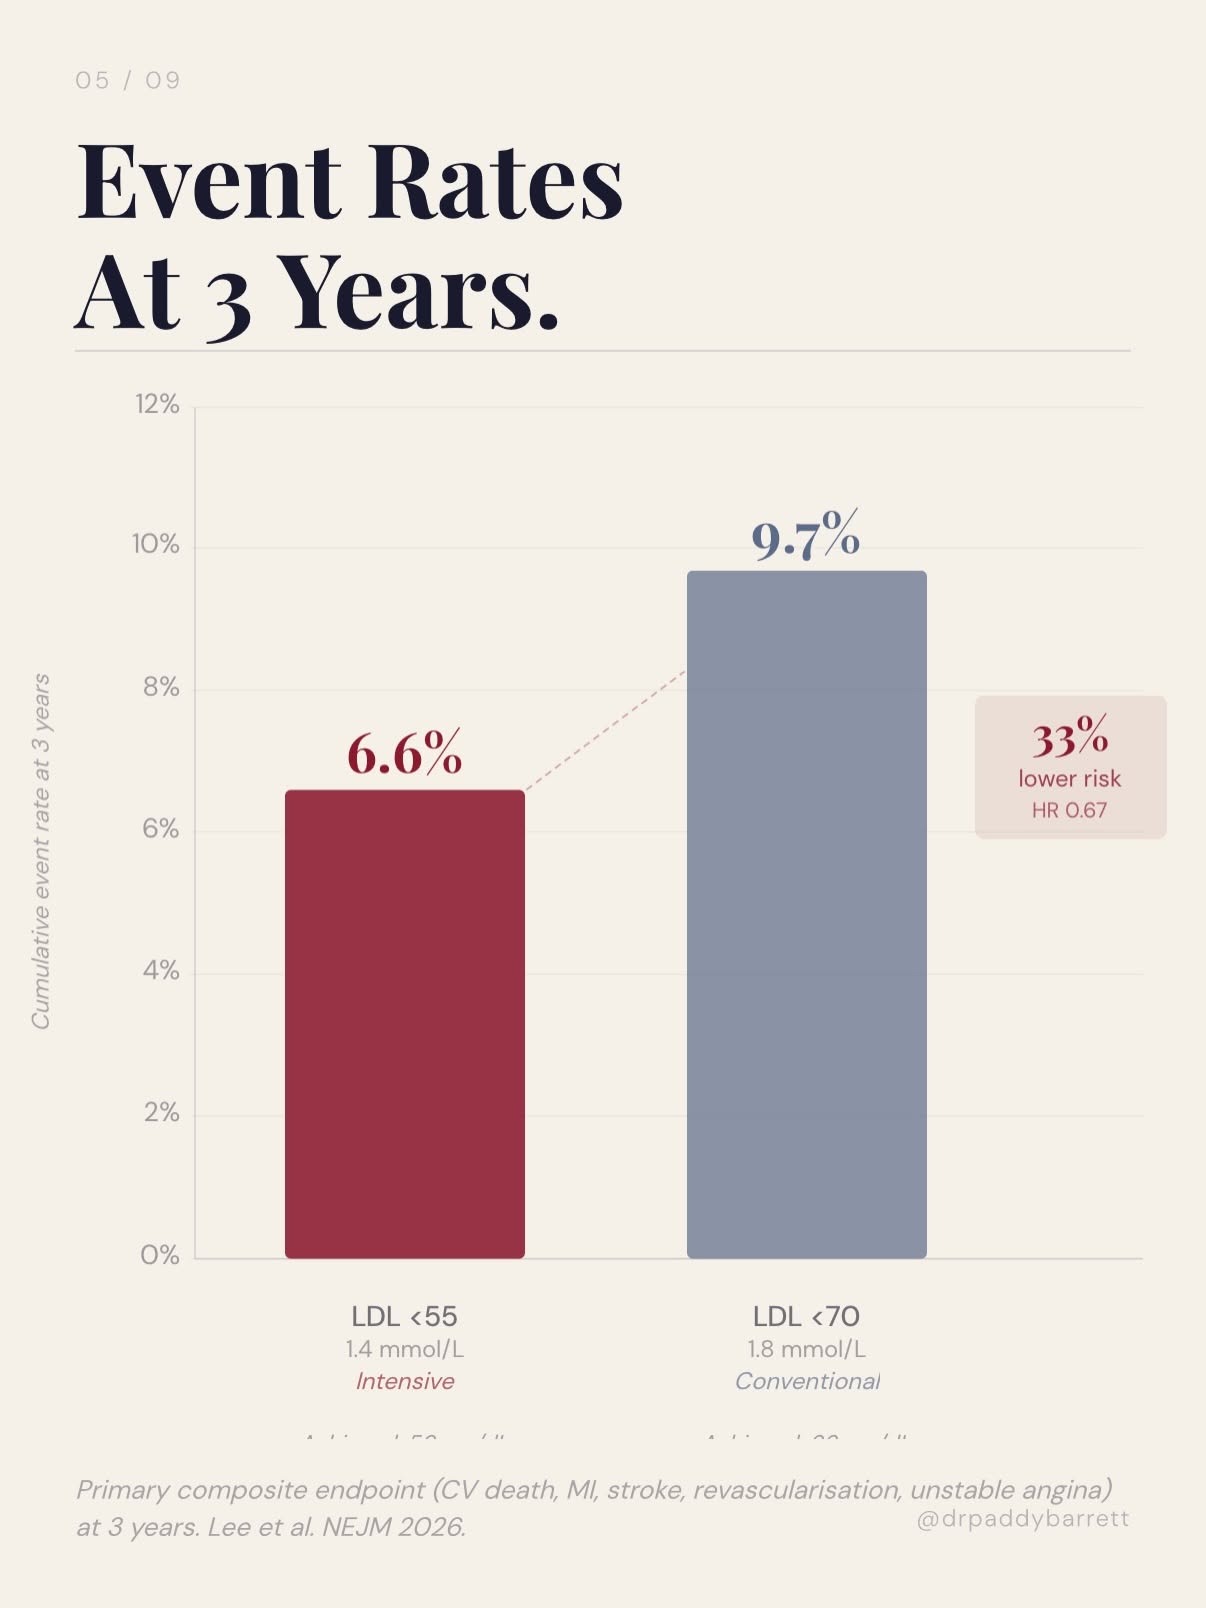 05 / 09
Event Rates
At 3 Years.
12%
10%
8%
6%
4%
2%
0%
Cumulative event rate at 3 years
6.6%
9.7%
33%
lower risk
HR 0.67
LDL <55
1.4 mmol/L
Intensive
LDL <70
1.8 mmol/L
Conventional
Primary composite endpoint (CV death, MI, stroke, revascularisation, unstable angina)
at 3 years. Lee et al. NEJM 2026.
@drpaddybarrett